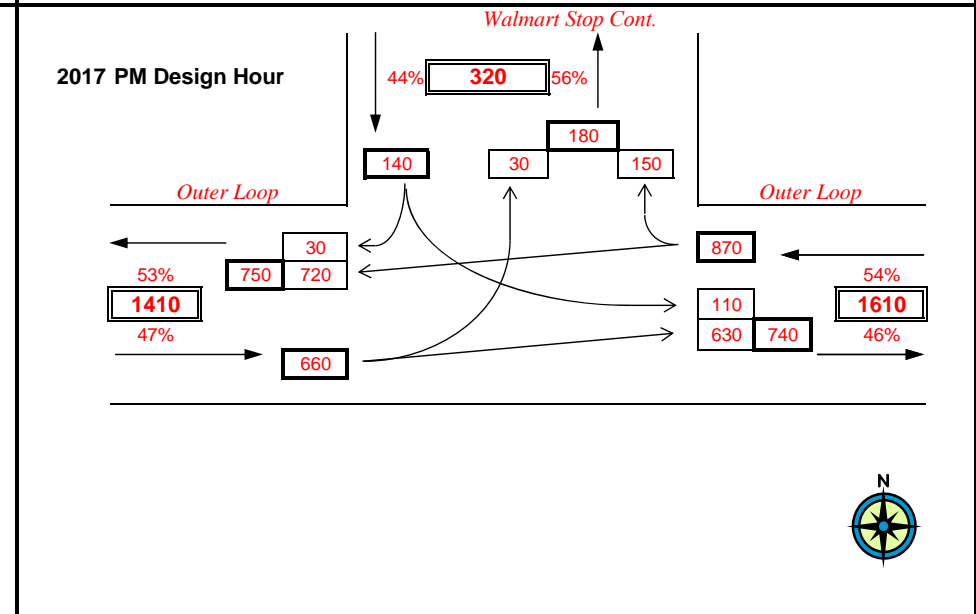 Walmart Stop Cont.
2017 PM Design Hour
44% 320 56%
180
140 30 150
Outer Loop Outer Loop
30 870
53% 750 720 54%
1410 110 1610
47% 630 740 46%
660
N